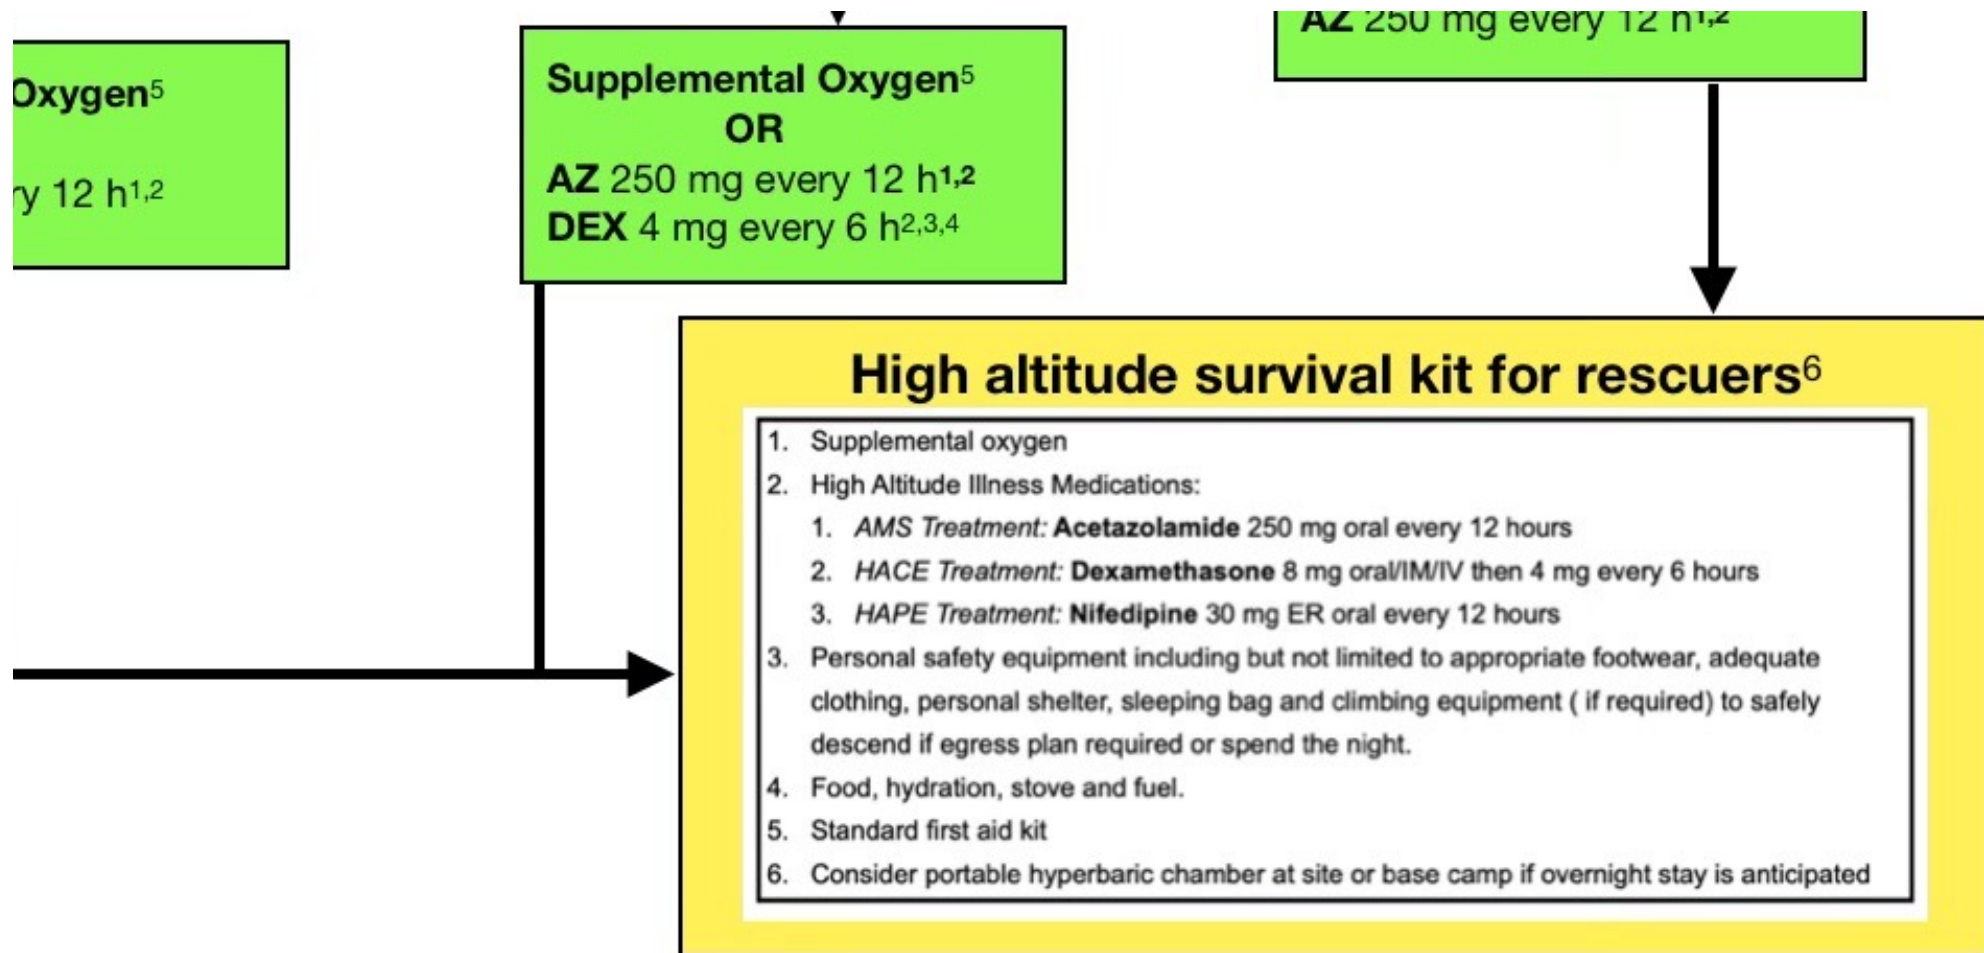 Oxygen⁵
12 h¹,²
Supplemental Oxygen⁵
OR
AZ 250 mg every 12 h¹,²
DEX 4 mg every 6 h²,³,⁴
AZ 250 mg every 12 h¹,²
High altitude survival kit for rescuers⁶
1. Supplemental oxygen
2. High Altitude Illness Medications:
1. AMS Treatment: Acetazolamide 250 mg oral every 12 hours
2. HACE Treatment: Dexamethasone 8 mg oral/IM/IV then 4 mg every 6 hours
3. HAPE Treatment: Nifedipine 30 mg ER oral every 12 hours
3. Personal safety equipment including but not limited to appropriate footwear, adequate
clothing, personal shelter, sleeping bag and climbing equipment ( if required) to safely
descend if egress plan required or spend the night.
4. Food, hydration, stove and fuel.
5. Standard first aid kit
6. Consider portable hyperbaric chamber at site or base camp if overnight stay is anticipated